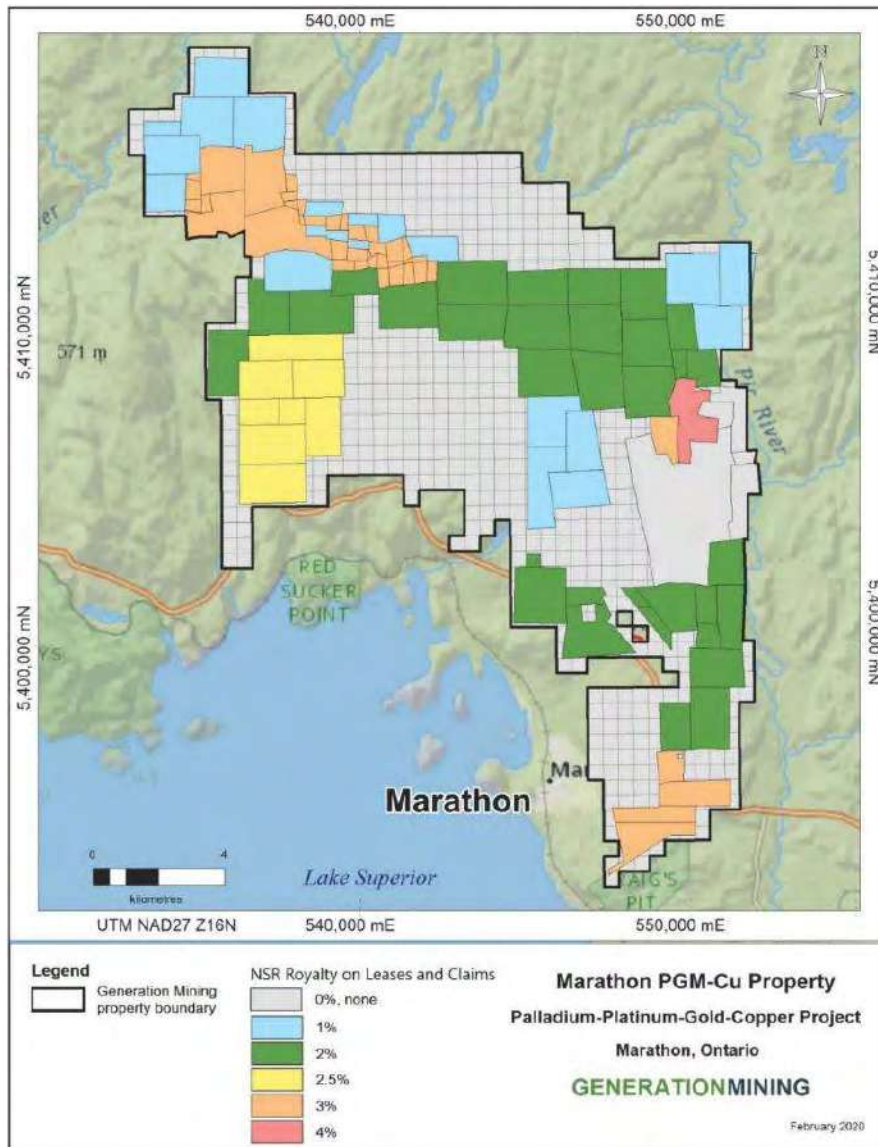 540,000 mE
550,000 mE
N
5,410,000 mN
5,410,000 mN
571 m
River
RED
SUCKER
POINT
5,400,000 mN
5,400,000 mN
Marathon
Lake Superior
PIT
0
4
kilometres
UTM NAD27 Z16N
540,000 mE
550,000 mE
Legend
Generation Mining
property boundary
NSR Royalty on Leases and Claims
0%, none
1%
2%
2.5%
3%
4%
Marathon PGM-Cu Property
Palladium-Platinum-Gold-Copper Project
Marathon, Ontario
GENERATIONMINING
February 2020